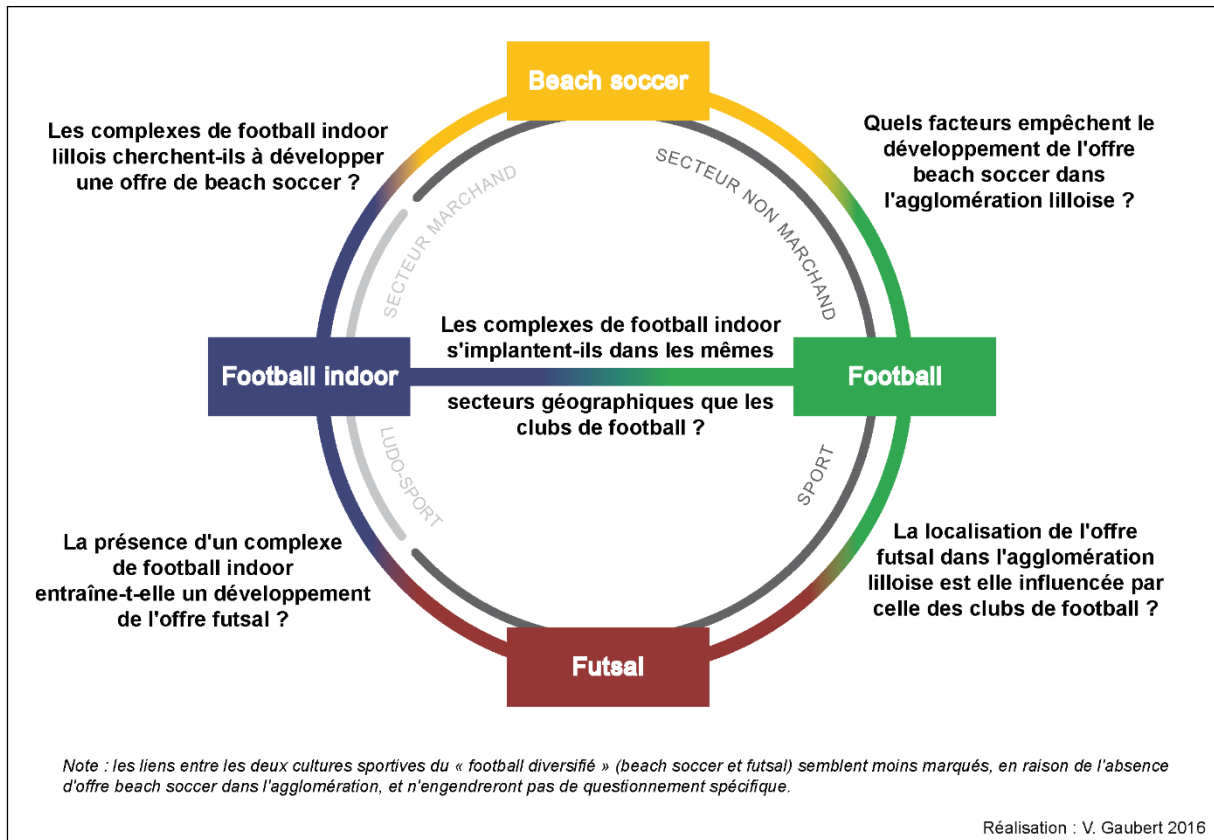 Beach soccer
Les complexes de football indoor
lillois cherchent-ils à développer
une offre de beach soccer ?
Quels facteurs empêchent le
développement de l'offre
beach soccer dans
l'agglomération lilloise ?
SECTEUR MARCHAND
SECTEUR NON MARCHAND
Les complexes de football indoor
s'implantent-ils dans les mêmes
Football indoor
Football
secteurs géographiques que les
clubs de football ?
LUDO-SPORT
SPORT
La présence d'un complexe
de football indoor
entraîne-t-elle un développement
de l'offre futsal ?
La localisation de l'offre
futsal dans l'agglomération
lilloise est elle influencée par
celle des clubs de football ?
Futsal
Note : les liens entre les deux cultures sportives du « football diversifié » (beach soccer et futsal) semblent moins marqués, en raison de l'absence
d'offre beach soccer dans l'agglomération, et n'engendreront pas de questionnement spécifique.
Réalisation : V. Gaubert 2016